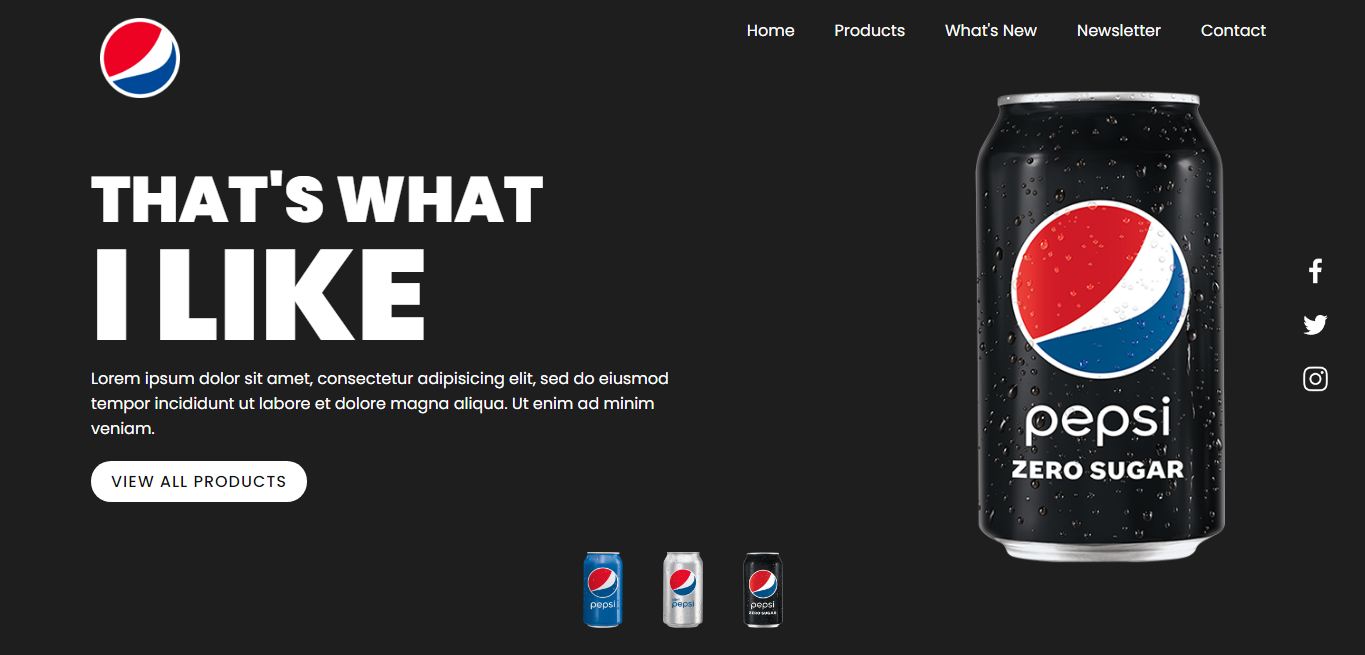 Home Products What's New Newsletter Contact
THAT'S WHAT
I LIKE
Lorem ipsum dolor sit amet, consectetur adipisicing elit, sed do eiusmod
tempor incididunt ut labore et dolore magna aliqua. Ut enim ad minim
veniam.
VIEW ALL PRODUCTS
pepsi
ZERO SUGAR
pepsi
pepsi
pepsi
ZERO SUGAR